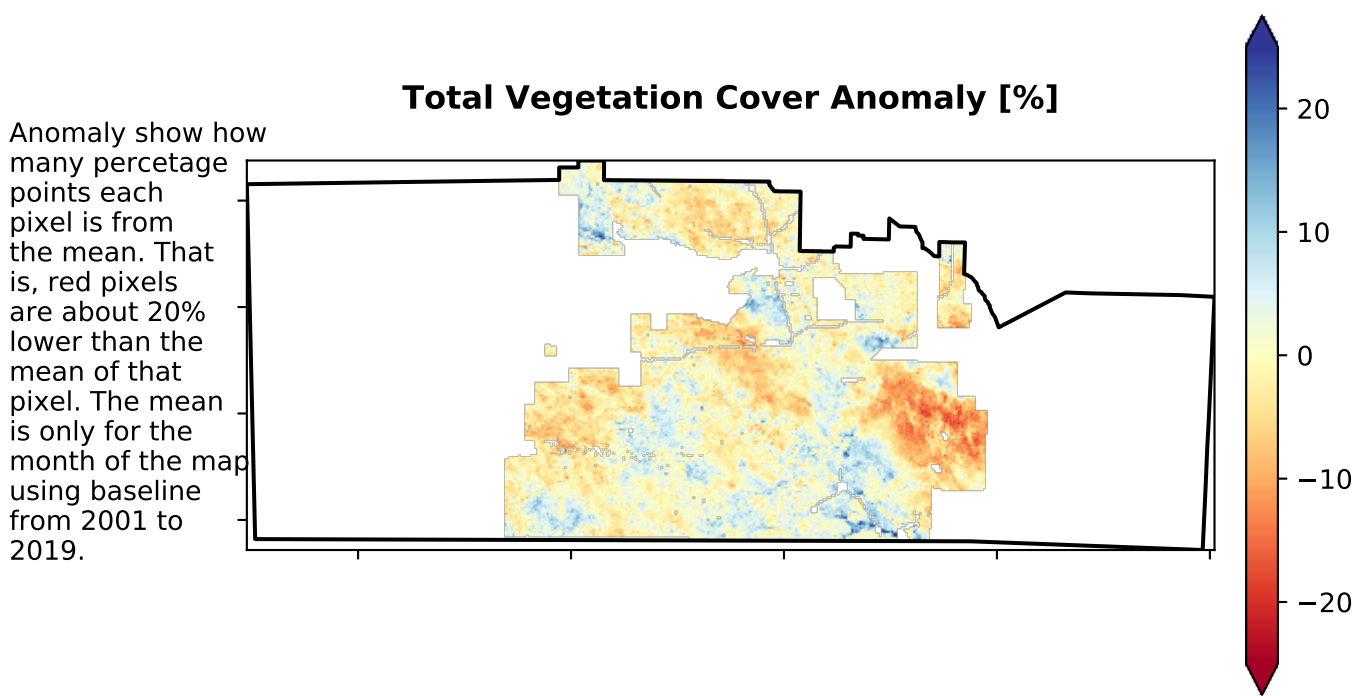 Total Vegetation Cover Anomaly [%]
Anomaly show how
many percetage
points each
pixel is from
the mean. That
is, red pixels
are about 20%
lower than the
mean of that
pixel. The mean
is only for the
month of the map
using baseline
from 2001 to
2019.
20
10
0
−10
−20